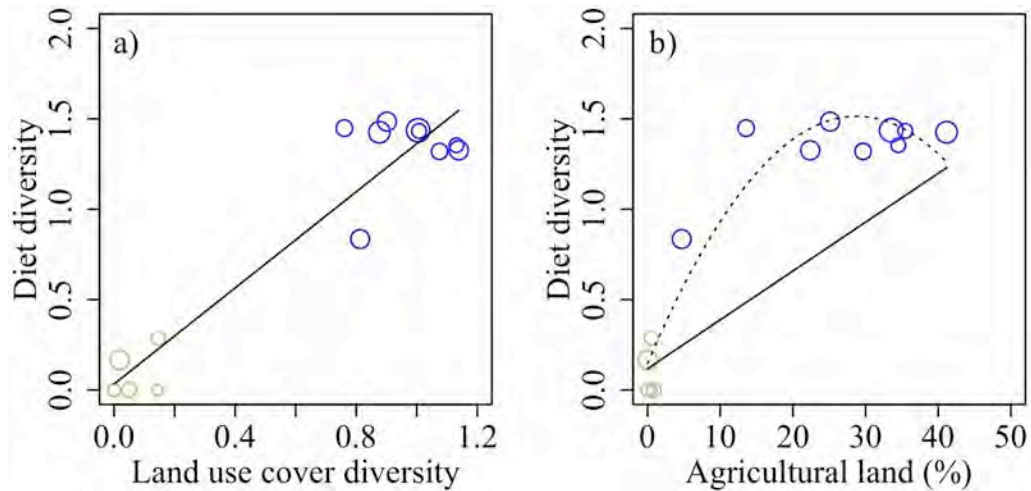 a)
Diet diversity
2.0
1.5
1.0
0.5
0.0
0.0 0.4 0.8 1.2
Land use cover diversity
b)
Diet diversity
2.0
1.5
1.0
0.5
0.0
0 10 20 30 40 50
Agricultural land (%)